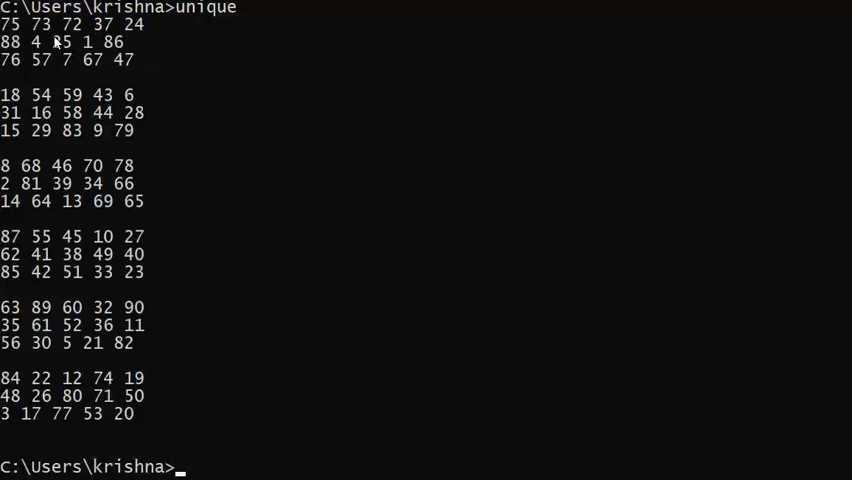 C:\Users\krishna>unique
75 73 72 37 24
88 4 25 1 86
76 57 7 67 47
18 54 59 43 6
31 16 58 44 28
15 29 83 9 79
8 68 46 70 78
2 81 39 34 66
14 64 13 69 65
87 55 45 10 27
62 41 38 49 40
85 42 51 33 23
63 89 60 32 90
35 61 52 36 11
56 30 5 21 82
84 22 12 74 19
48 26 80 71 50
3 17 77 53 20
C:\Users\krishna>